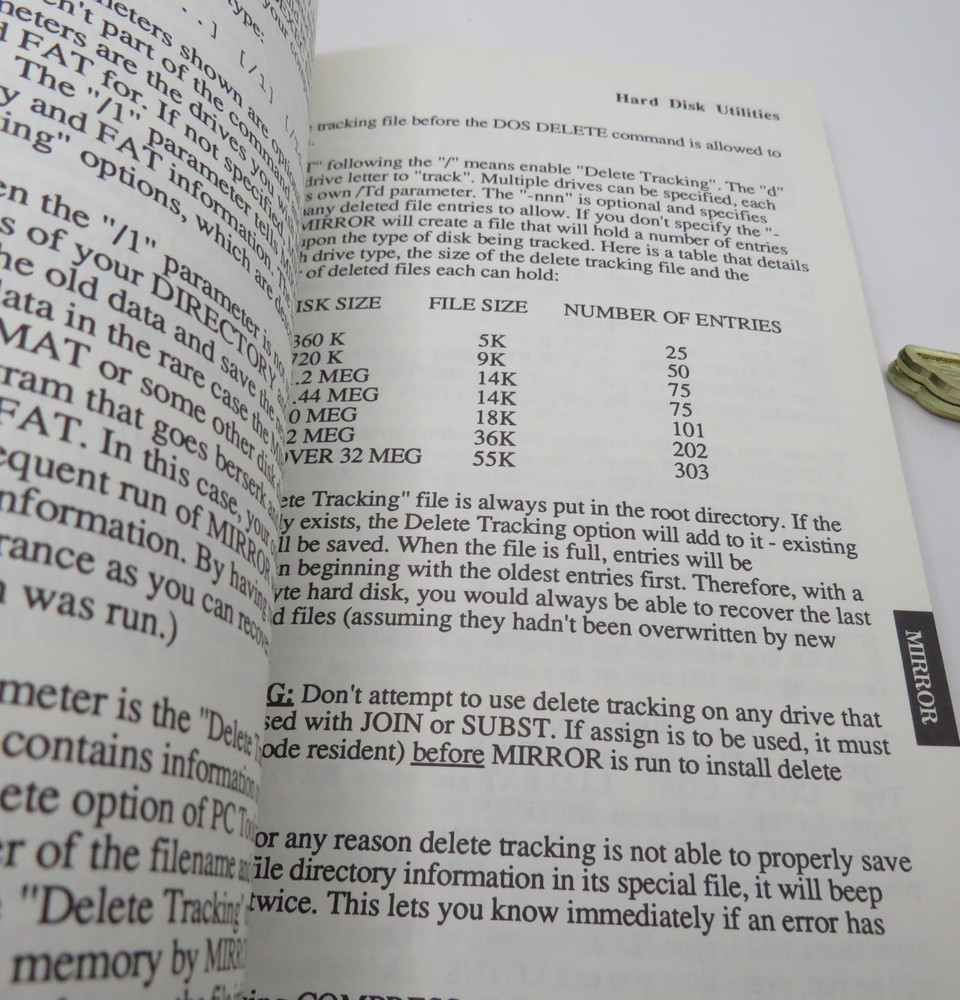 type:
. . ] [/1]
meters shown are
n't part of the command
meters are the drives you
FAT for. If not specified,
The "/1" parameter tells
y and FAT information. The
ing" options, which are
en the "/1" parameter is
s of your DIRECTORY
he old data and save the
data in the rare case the
MAT or some other disk
ram that goes berserk
FAT. In this case, your
equent run of MIRROR
nformation. By having
rance as you can
was run.)
meter is the "Delete
contains information
ete option of PC
er of the filename
"Delete Tracking"
memory by
Hard Disk Utilities
tracking file before the DOS DELETE command is allowed to
" following the "/" means enable "Delete Tracking". The "d"
drive letter to "track". Multiple drives can be specified, each
s own /Td parameter. The "-nnn" is optional and specifies
any deleted file entries to allow. If you don't specify the "-
MIRROR will create a file that will hold a number of entries
upon the type of disk being tracked. Here is a table that details
h drive type, the size of the delete tracking file and the
of deleted files each can hold:
ISK SIZE FILE SIZE NUMBER OF ENTRIES
360 K 5K 25
720 K 9K 50
.2 MEG 14K 75
.44 MEG 14K 75
0 MEG 18K 101
2 MEG 36K 202
OVER 32 MEG 55K 303
ete Tracking" file is always put in the root directory. If the
ly exists, the Delete Tracking option will add to it - existing
ll be saved. When the file is full, entries will be
n beginning with the oldest entries first. Therefore, with a
yte hard disk, you would always be able to recover the last
d files (assuming they hadn't been overwritten by new
G: Don't attempt to use delete tracking on any drive that
sed with JOIN or SUBST. If assign is to be used, it must
ode resident) before MIRROR is run to install delete
or any reason delete tracking is not able to properly save
ile directory information in its special file, it will beep
twice. This lets you know immediately if an error has
COMPRESS
MIRROR